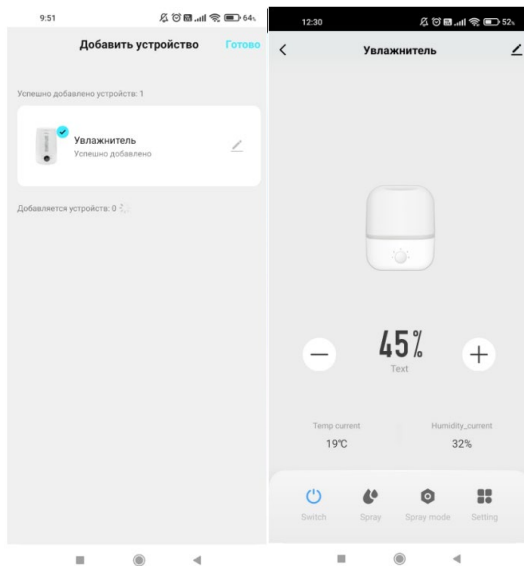 9:51
64%
Добавить устройство
Готово
Успешно добавлено устройств: 1
Увлажнитель
Успешно добавлено
Добавляется устройств: 0
12:30
52%
Увлажнитель
45%
Text
Temp current
Humidity_current
19℃
32%
Switch
Spray
Spray mode
Setting